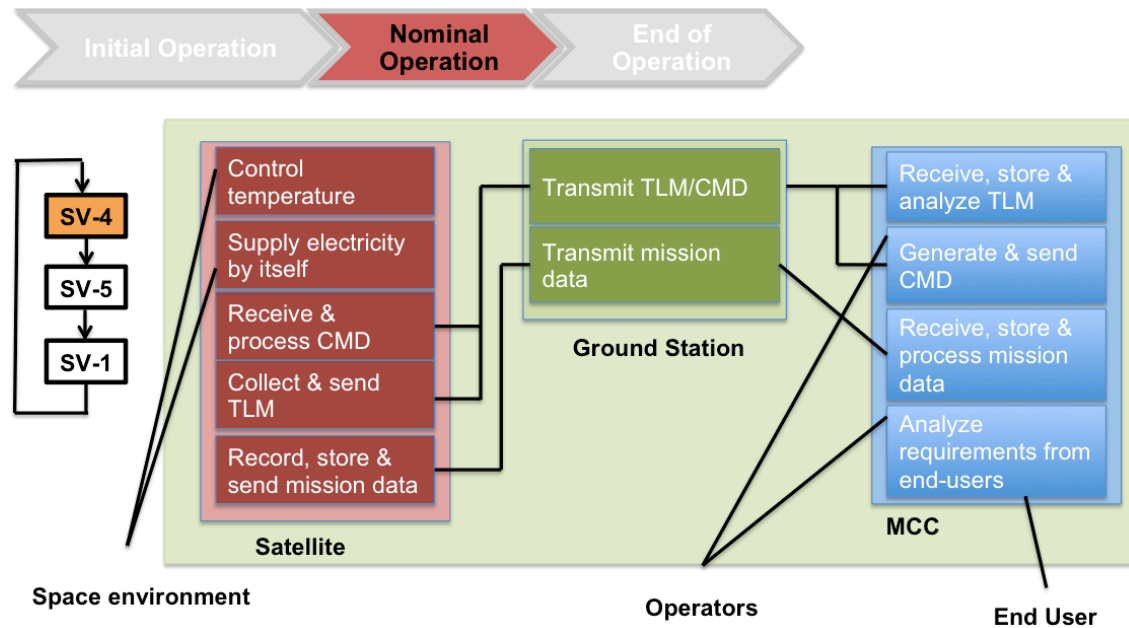 Initial Operation
Nominal
Operation
End of
Operation
SV-4
SV-5
SV-1
Control
temperature
Supply electricity
by itself
Receive &
process CMD
Collect & send
TLM
Record, store &
send mission data
Satellite
Transmit TLM/CMD
Transmit mission
data
Ground Station
Receive, store &
analyze TLM
Generate & send
CMD
Receive, store &
process mission
data
Analyze
requirements from
end-users
MCC
Space environment
Operators
End User